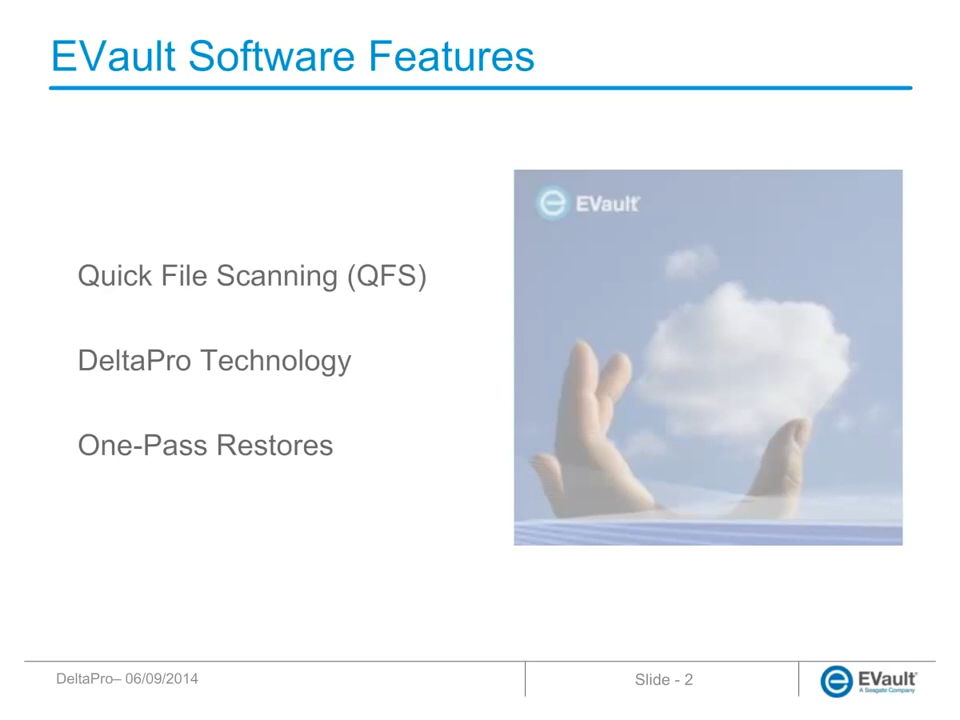 EVault Software Features
EVault
Quick File Scanning (QFS)
DeltaPro Technology
One-Pass Restores
DeltaPro– 06/09/2014
Slide - 2
EVault
A Seagate Company